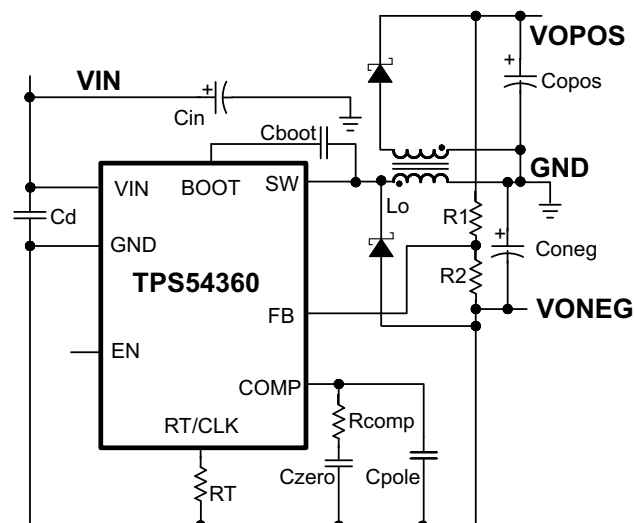 VOPOS
VIN
+
Copos
+
Cin
Cboot
GND
VIN
BOOT
SW
Lo
Cd
R1
+
GND
Coneg
TPS54360
R2
FB
VONEG
EN
COMP
RT/CLK
Rcomp
Czero
Cpole
RT